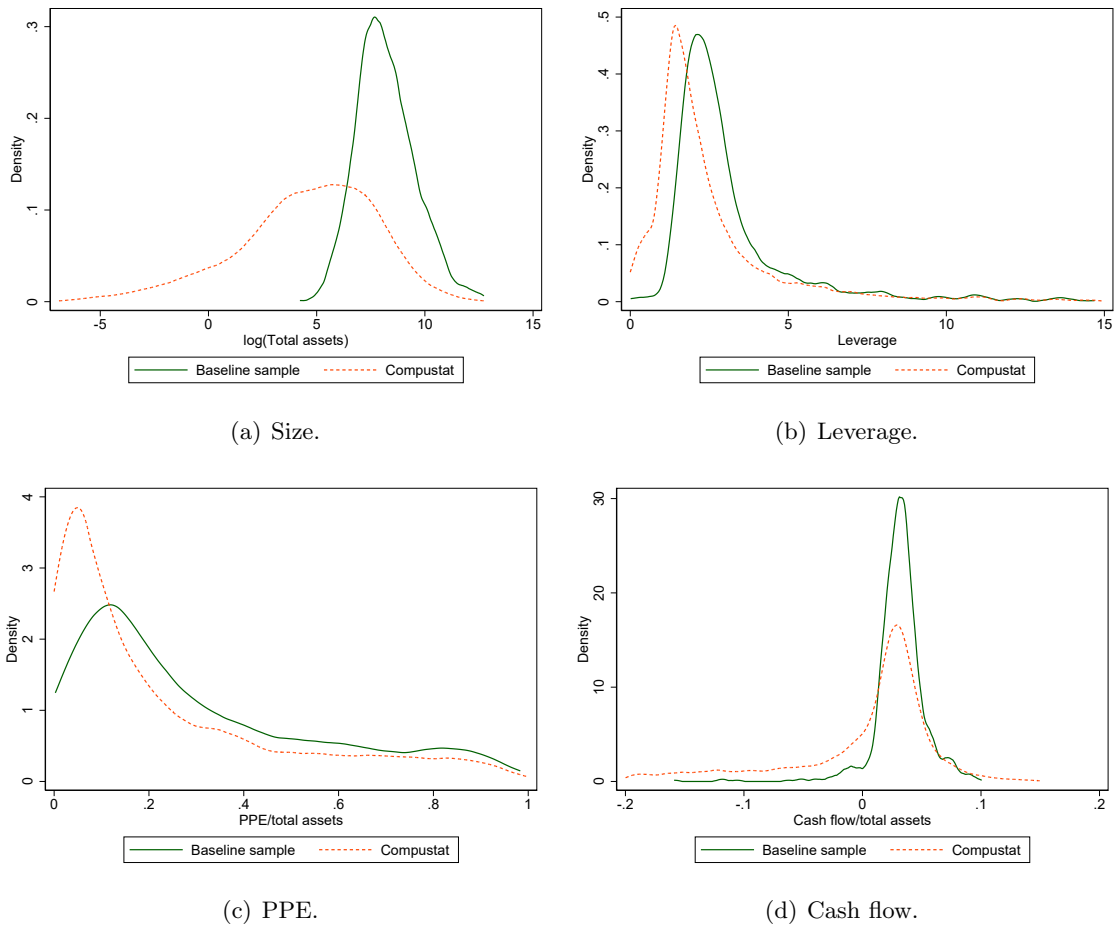 Density
0 .1 .2 .3
-5 0 5 10 15
log(Total assets)
Baseline sample Compustat
(a) Size.
Density
0 .1 .2 .3 .4 .5
0 5 10 15
Leverage
Baseline sample Compustat
(b) Leverage.
Density
0 1 2 3 4
0 .2 .4 .6 .8 1
PPE/total assets
Baseline sample Compustat
(c) PPE.
Density
0 10 20 30
-0.2 -0.1 0 .1 .2
Cash flow/total assets
Baseline sample Compustat
(d) Cash flow.